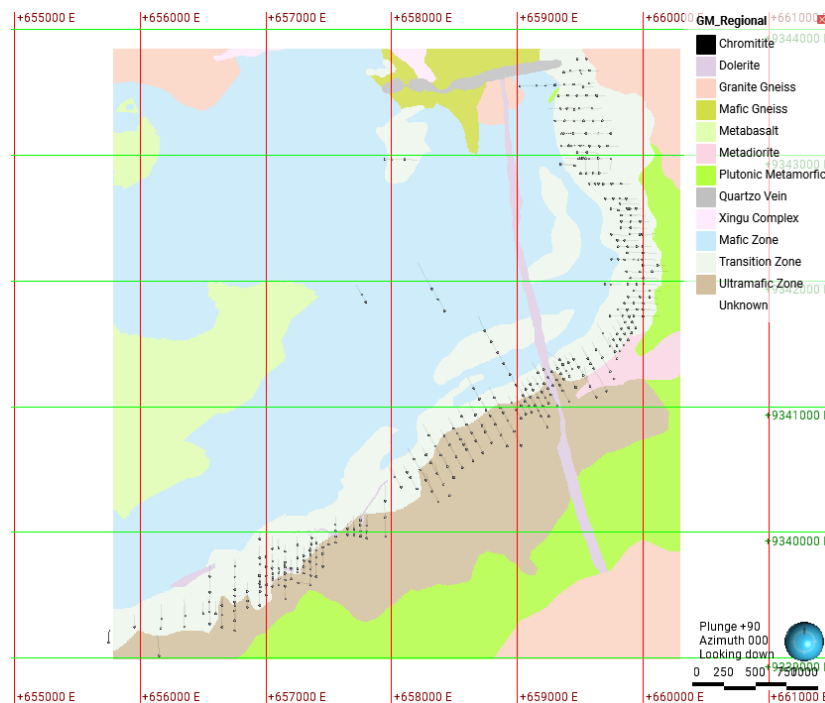 +655000 E
+656000 E
+657000 E
+658000 E
+659000 E
+660000 E
+661000 E
GM_Regional
Chromitite
Dolerite
Granite Gneiss
Mafic Gneiss
Metabasalt
Metadiorite
Plutonic Metamorfic
Quartzo Vein
Xingu Complex
Mafic Zone
Transition Zone
Ultramafic Zone
Unknown
+9344000 N
+9343000 N
+9342000 N
+9341000 N
+9340000 N
+9339000 N
Plunge +90
Azimuth 000
Looking down
0 250 500 750 1000
+655000 E
+656000 E
+657000 E
+658000 E
+659000 E
+660000 E
+661000 E